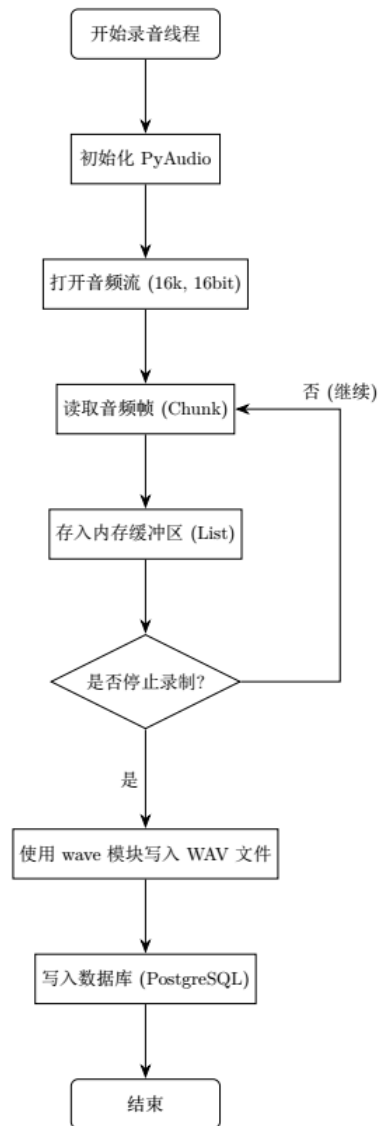 开始录音线程
初始化 PyAudio
打开音频流 (16k, 16bit)
否 (继续)
读取音频帧 (Chunk)
存入内存缓冲区 (List)
是否停止录制?
是
使用 wave 模块写入 WAV 文件
写入数据库 (PostgreSQL)
结束